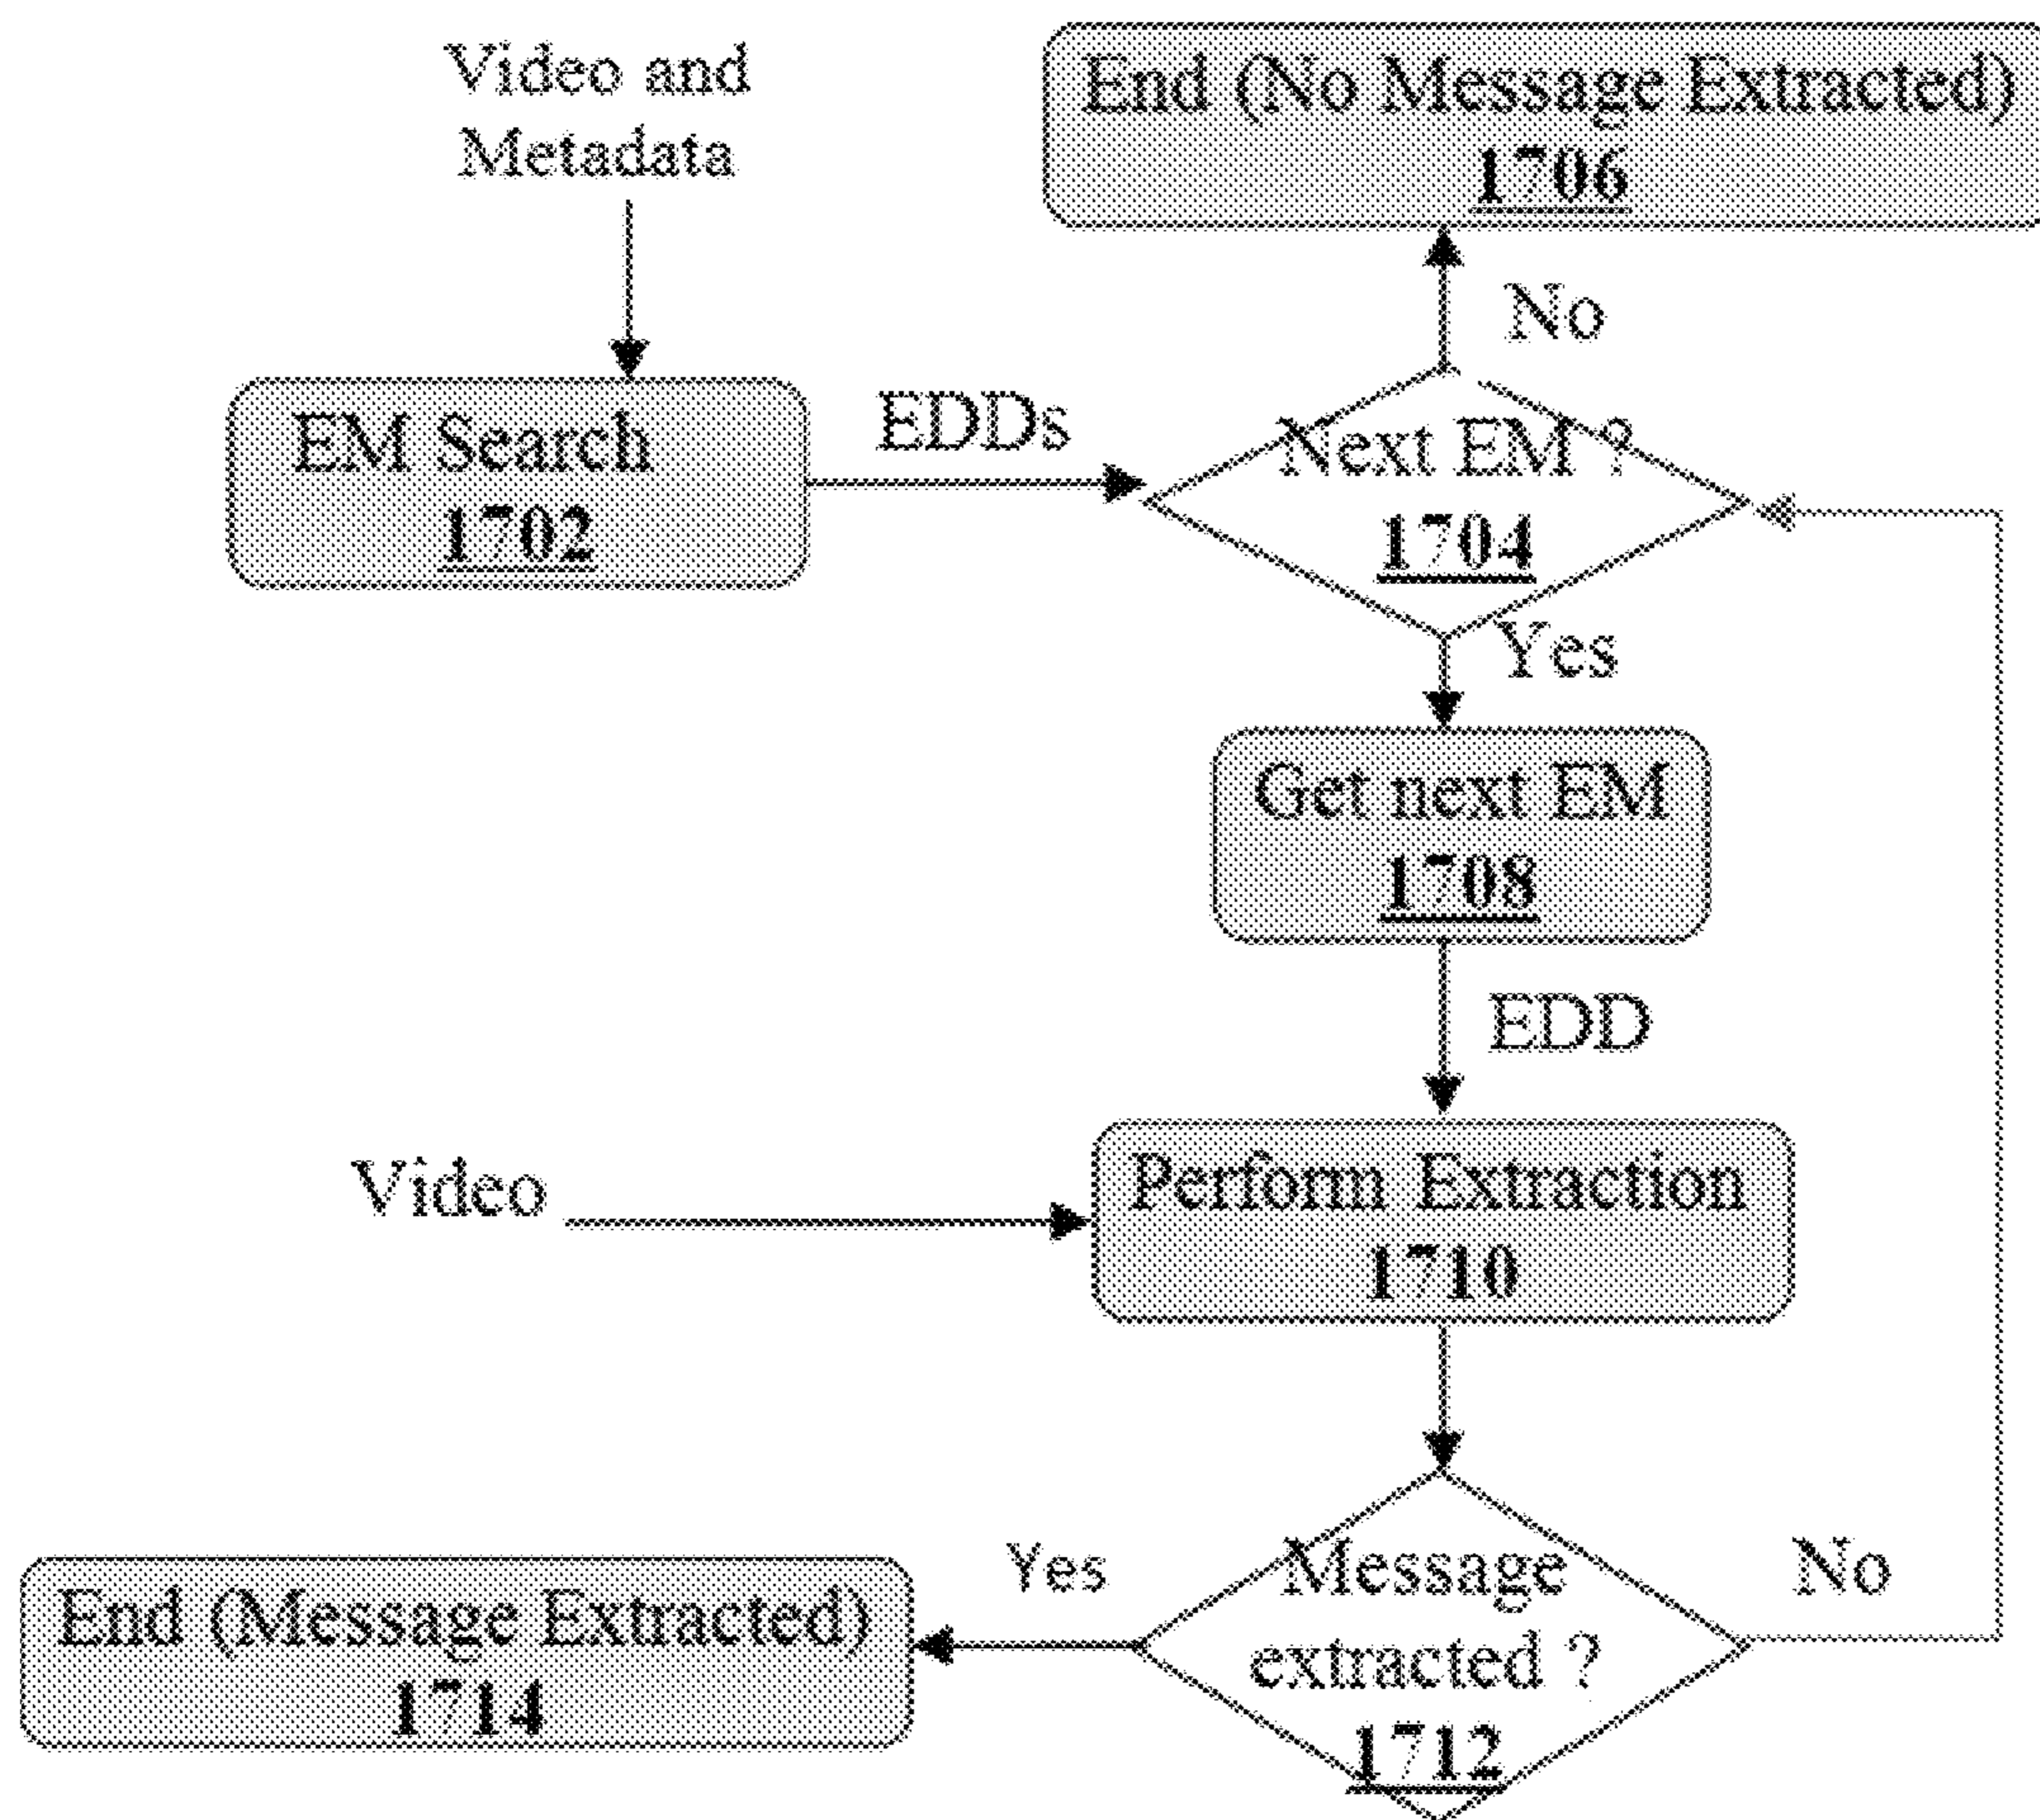 Video and
Metadata
End (No Message Extracted)
1706
No
EM Search
1702
EDDs
Next EM ?
1704
Yes
Get next EM
1708
EDD
Video
Perform Extraction
1710
Yes
Message
extracted ?
1712
No
End (Message Extracted)
1714